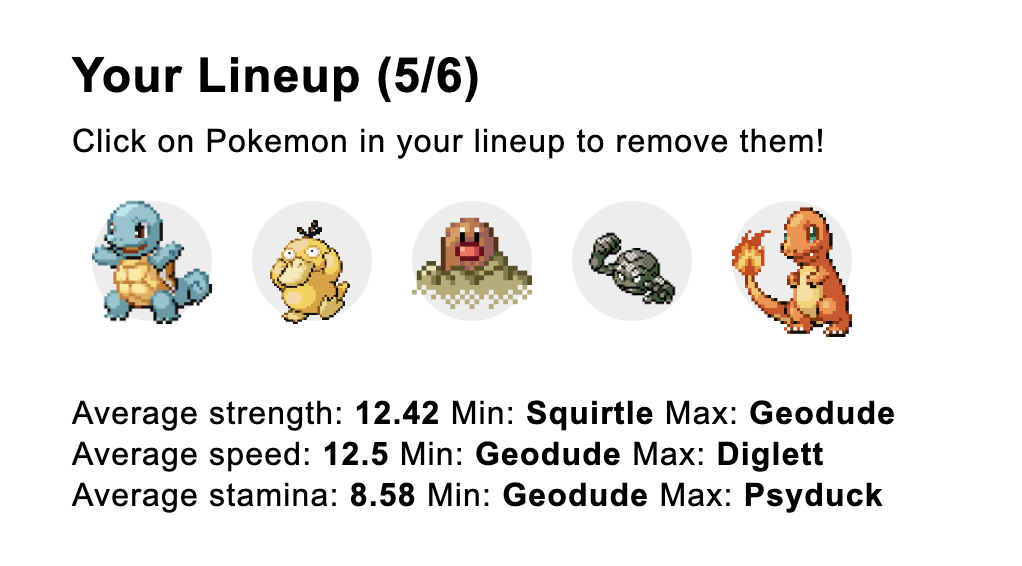 Your Lineup (5/6)
Click on Pokemon in your lineup to remove them!
Average strength: 12.42 Min: Squirtle Max: Geodude
Average speed: 12.5 Min: Geodude Max: Diglett
Average stamina: 8.58 Min: Geodude Max: Psyduck